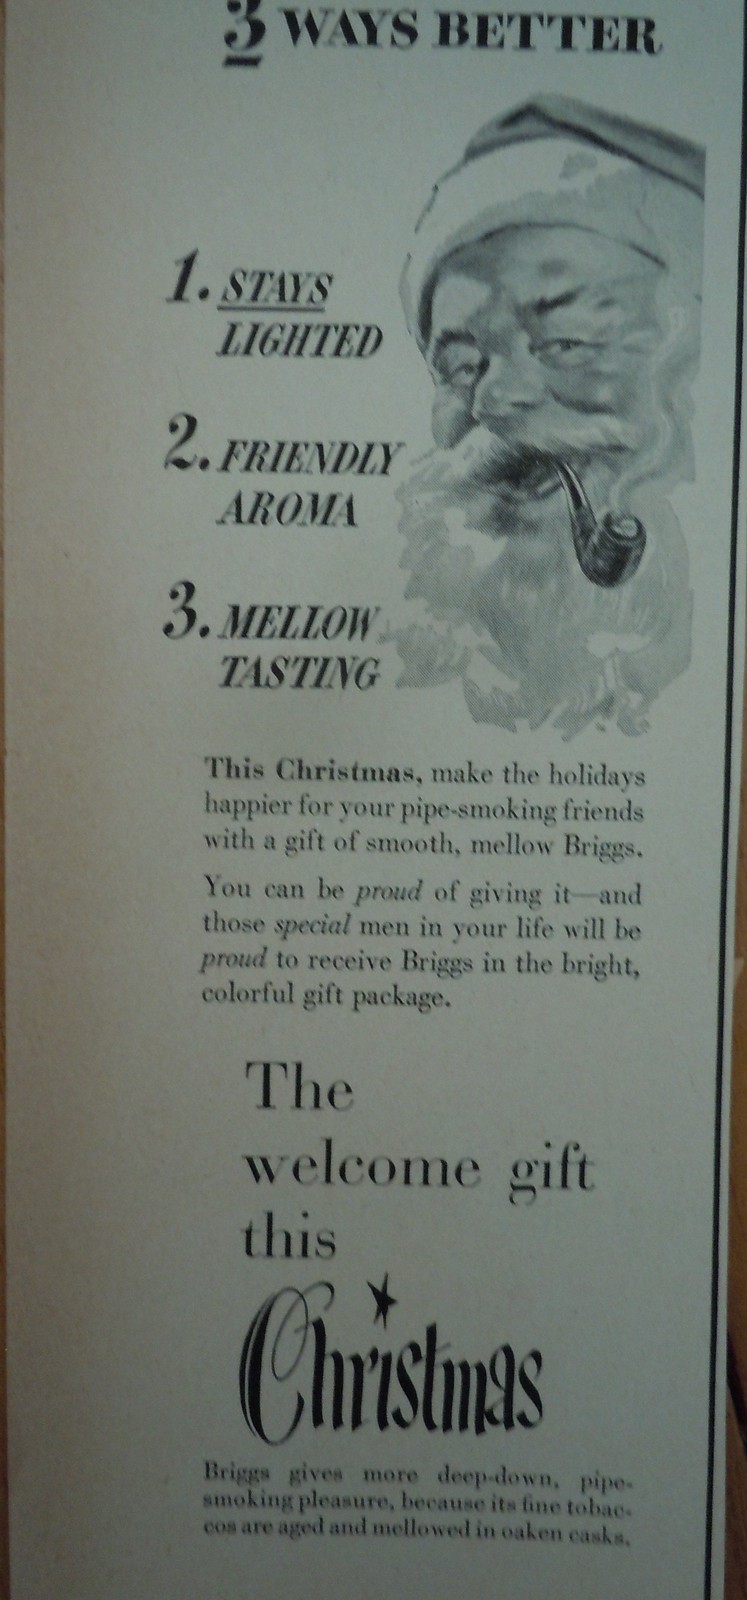 3 WAYS BETTER
1. STAYS
LIGHTED
2. FRIENDLY
AROMA
3. MELLOW
TASTING
This Christmas, make the holidays
happier for your pipe-smoking friends
with a gift of smooth, mellow Briggs.
You can be proud of giving it—and
those special men in your life will be
proud to receive Briggs in the bright,
colorful gift package.
The
welcome gift
this
Christmas
Briggs gives more deep-down, pipe-
smoking pleasure, because its fine tobac-
cos are aged and mellowed in oaken casks.